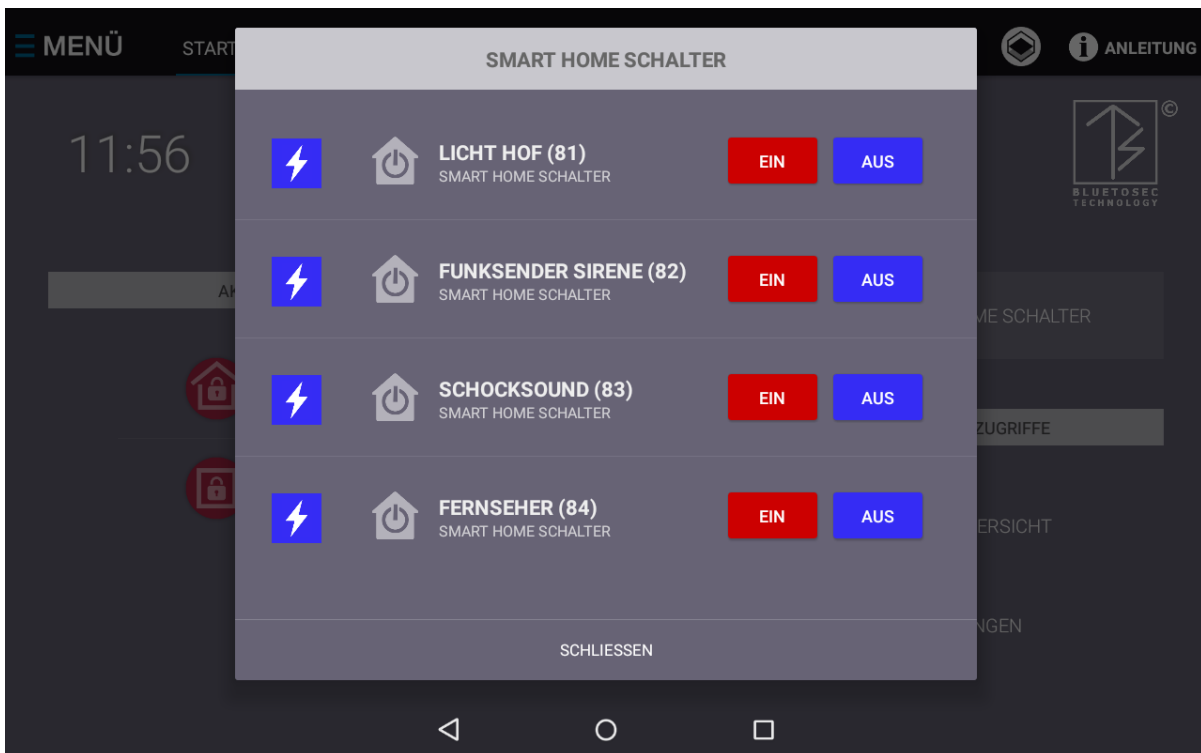 MENÜ
START
SMART HOME SCHALTER
ANLEITUNG
11:56
LICHT HOF (81)
SMART HOME SCHALTER
EIN
AUS
©
BLUETOSEC
TECHNOLOGY
FUNKSENDER SIRENE (82)
SMART HOME SCHALTER
EIN
AUS
AK
ME SCHALTER
SCHOCKSOUND (83)
SMART HOME SCHALTER
EIN
AUS
ZUGRIFFE
FERNSEHER (84)
SMART HOME SCHALTER
EIN
AUS
ERSICHT
NGEN
SCHLIESSEN